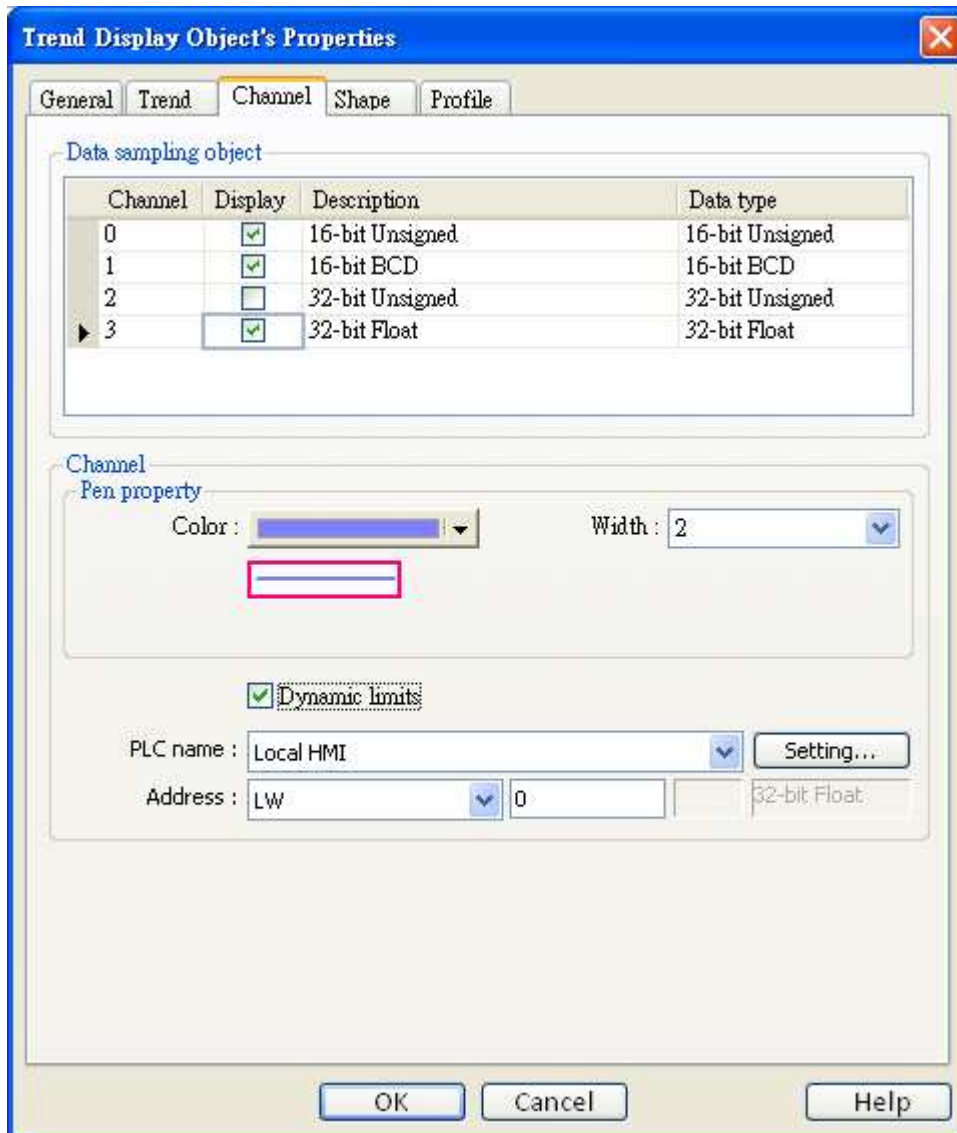 Trend Display Object's Properties
General Trend Channel Shape Profile
Data sampling object
Channel Display Description Data type
0 16-bit Unsigned 16-bit Unsigned
1 16-bit BCD 16-bit BCD
2 32-bit Unsigned 32-bit Unsigned
3 32-bit Float 32-bit Float
Channel
Pen property
Color : Width : 2
Dynamic limits
PLC name : Local HMI Setting...
Address : LW 0 32-bit Float
OK Cancel Help